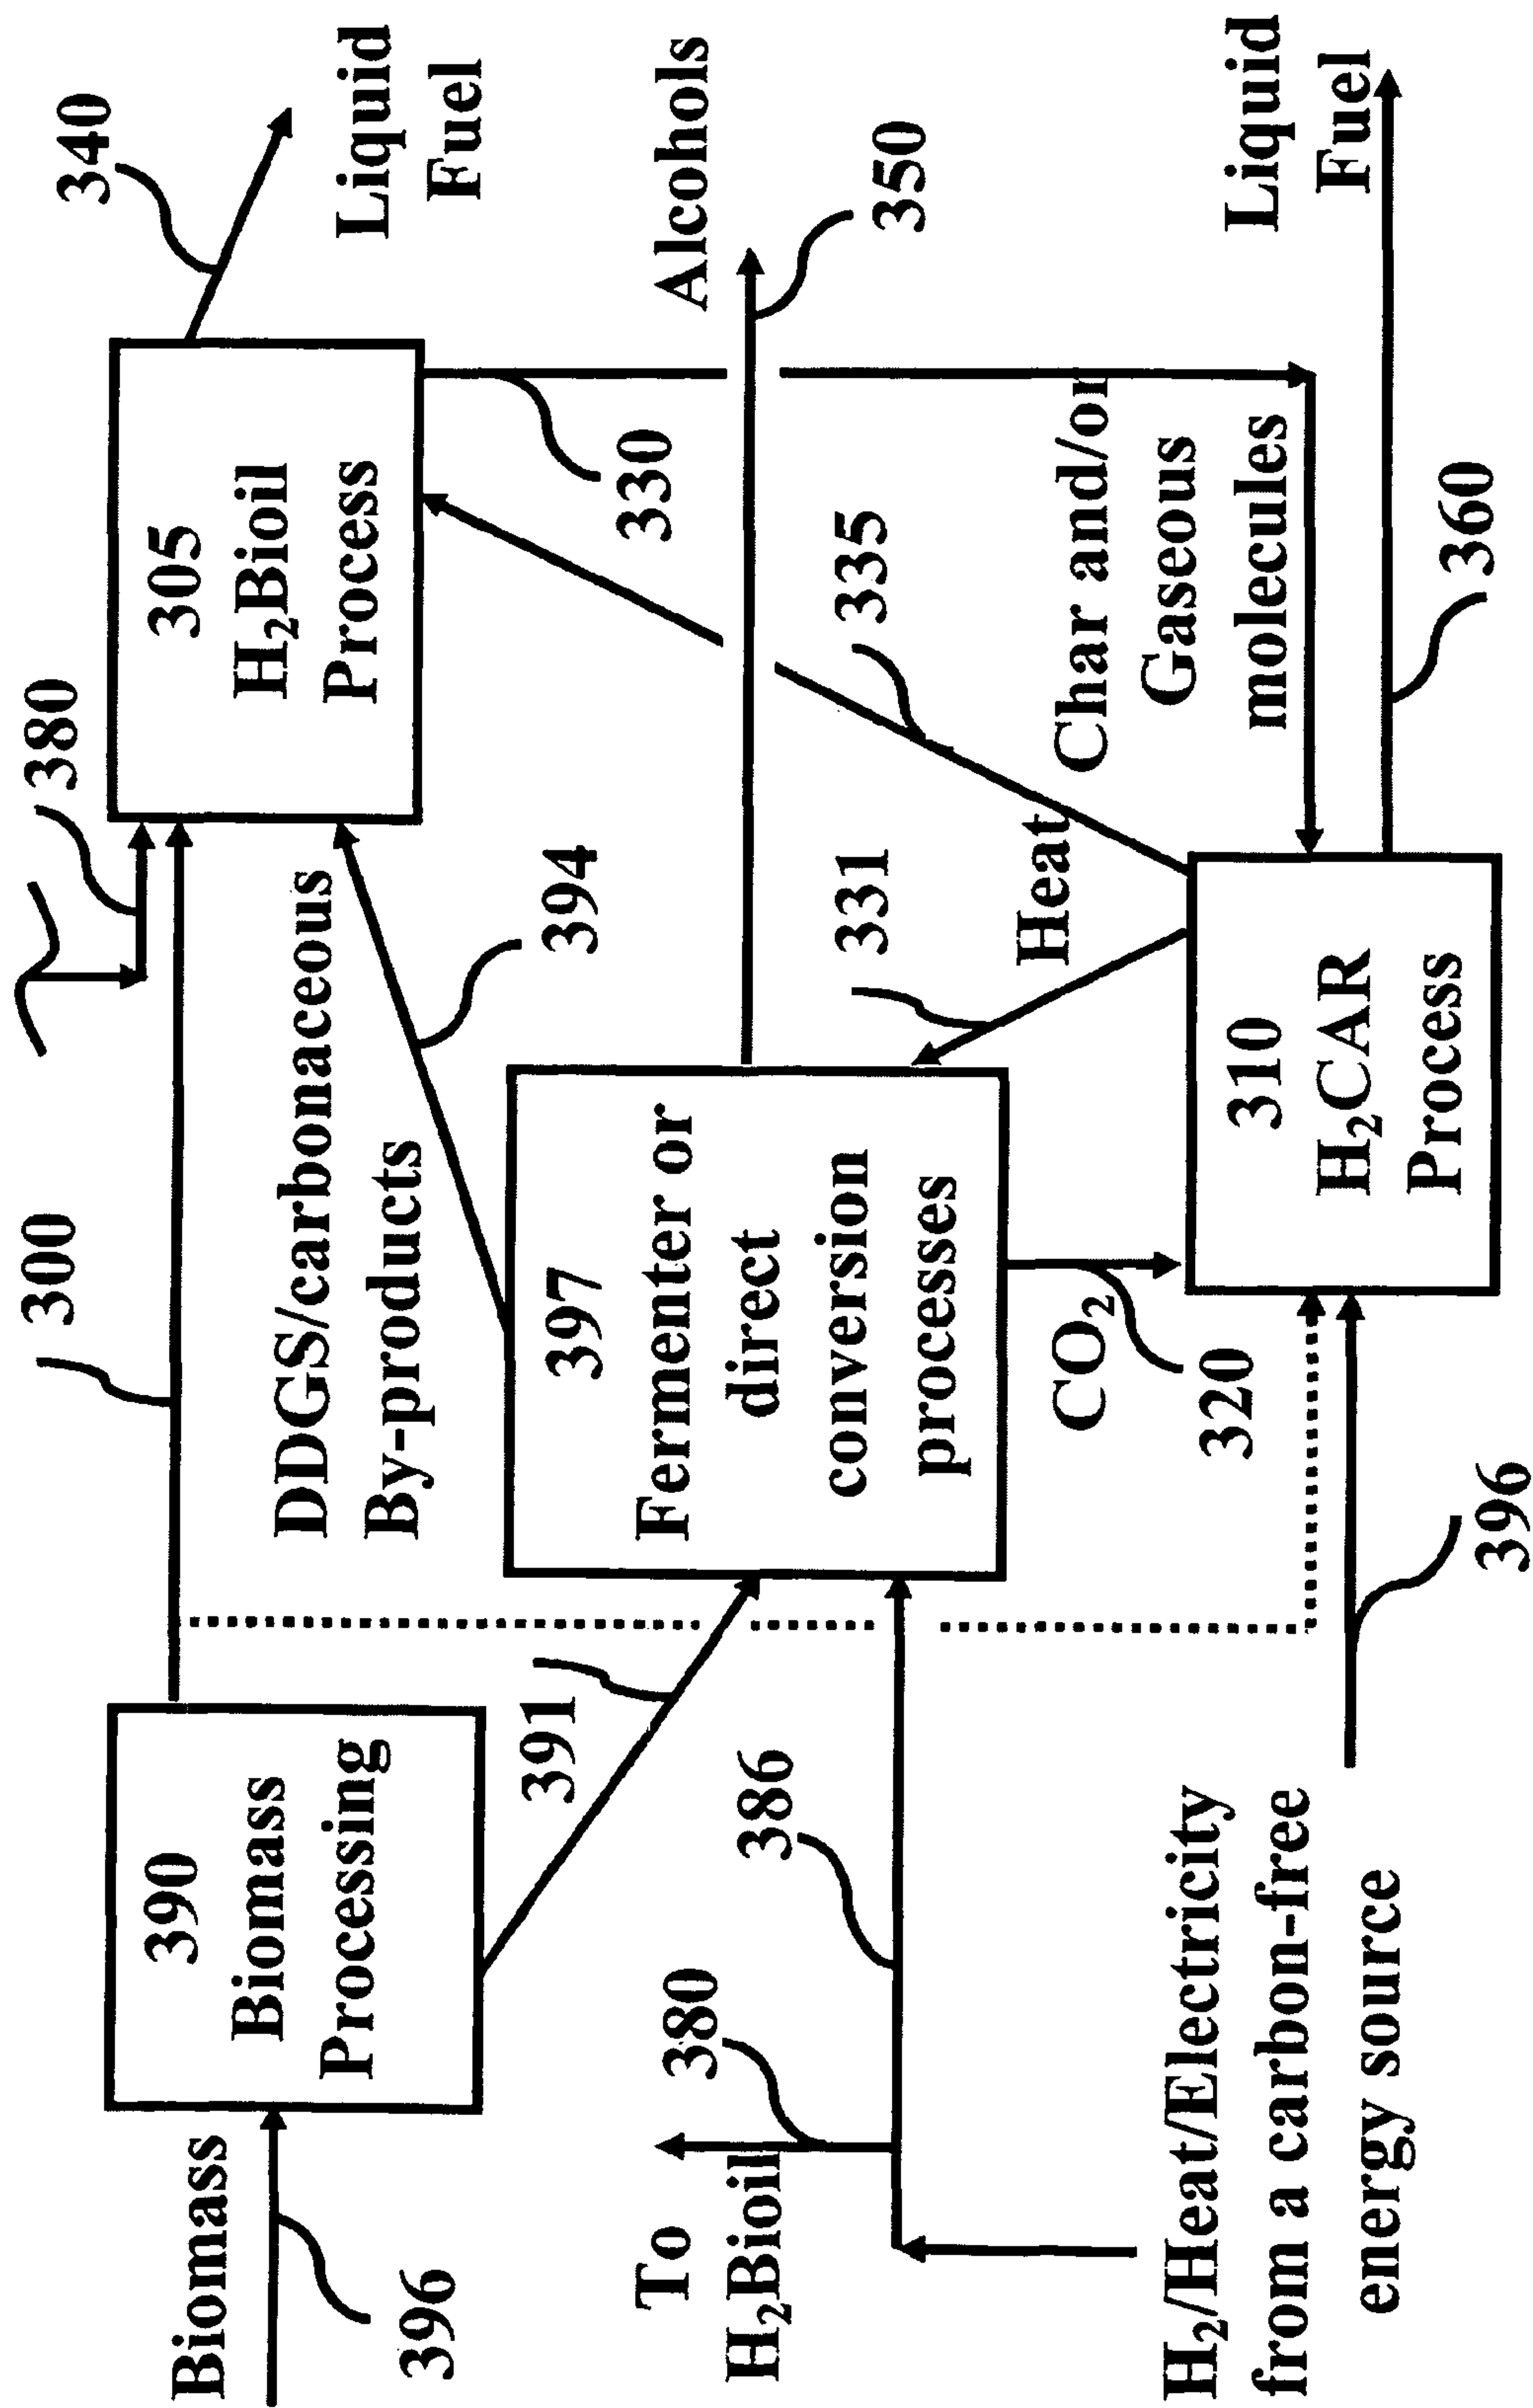 Biomass
396
390
Biomass
Processing
300
380
305
H₂Bioil
Process
340
Liquid
Fuel
DDGS/carbonaceous
By-products
394
391
397
Fermenter or
direct
conversion
processes
Alcohols
350
330
335
331
Heat
Char and/or
Gaseous
molecules
To
H₂Bioil
380
386
CO₂
320
310
H₂CAR
Process
Liquid
Fuel
360
H₂/Heat/Electricity
from a carbon-free
energy source
396